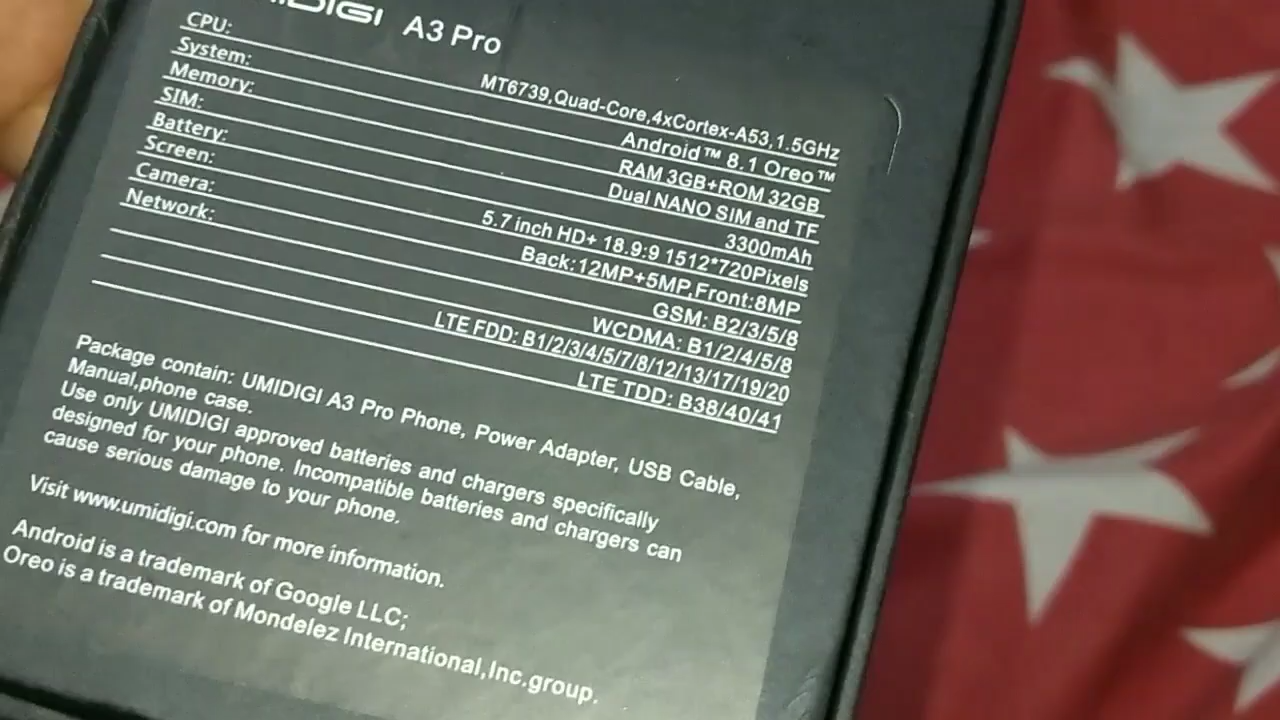 UMIDIGI A3 Pro
CPU: MT6739,Quad-Core,4xCortex-A53,1.5GHz
System: Android™ 8.1 Oreo™
Memory: RAM 3GB+ROM 32GB
SIM: Dual NANO SIM and TF
Battery: 3300mAh
Screen: 5.7 inch HD+ 18.9:9 1512*720Pixels
Camera: Back:12MP+5MP,Front:8MP
Network: GSM: B2/3/5/8
WCDMA: B1/2/4/5/8
LTE FDD: B1/2/3/4/5/7/8/12/13/17/19/20
LTE TDD: B38/40/41
Package contain: UMIDIGI A3 Pro Phone, Power Adapter, USB Cable,
Manual,phone case.
Use only UMIDIGI approved batteries and chargers specifically
designed for your phone. Incompatible batteries and chargers can
cause serious damage to your phone.
Visit www.umidigi.com for more information.
Android is a trademark of Google LLC;
Oreo is a trademark of Mondelez International,Inc.group.